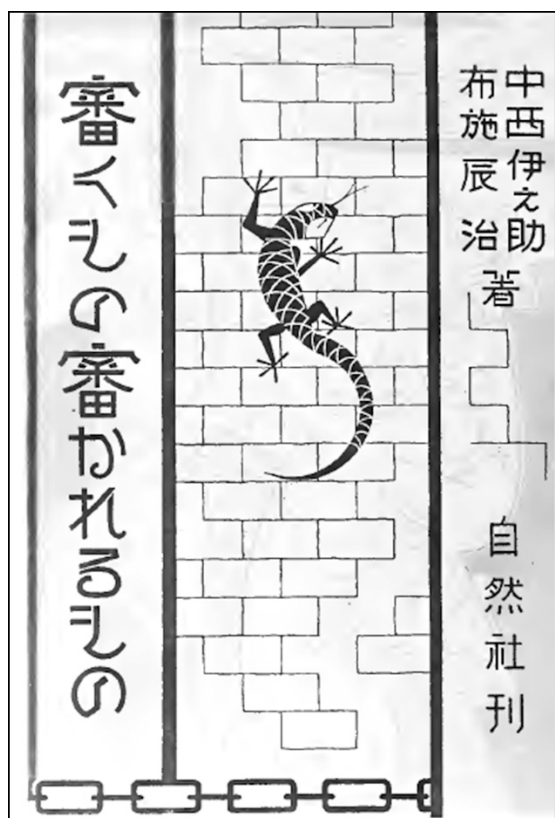 中西伊之助
布施辰治
著
自然社刊
審くもの審かれるもの